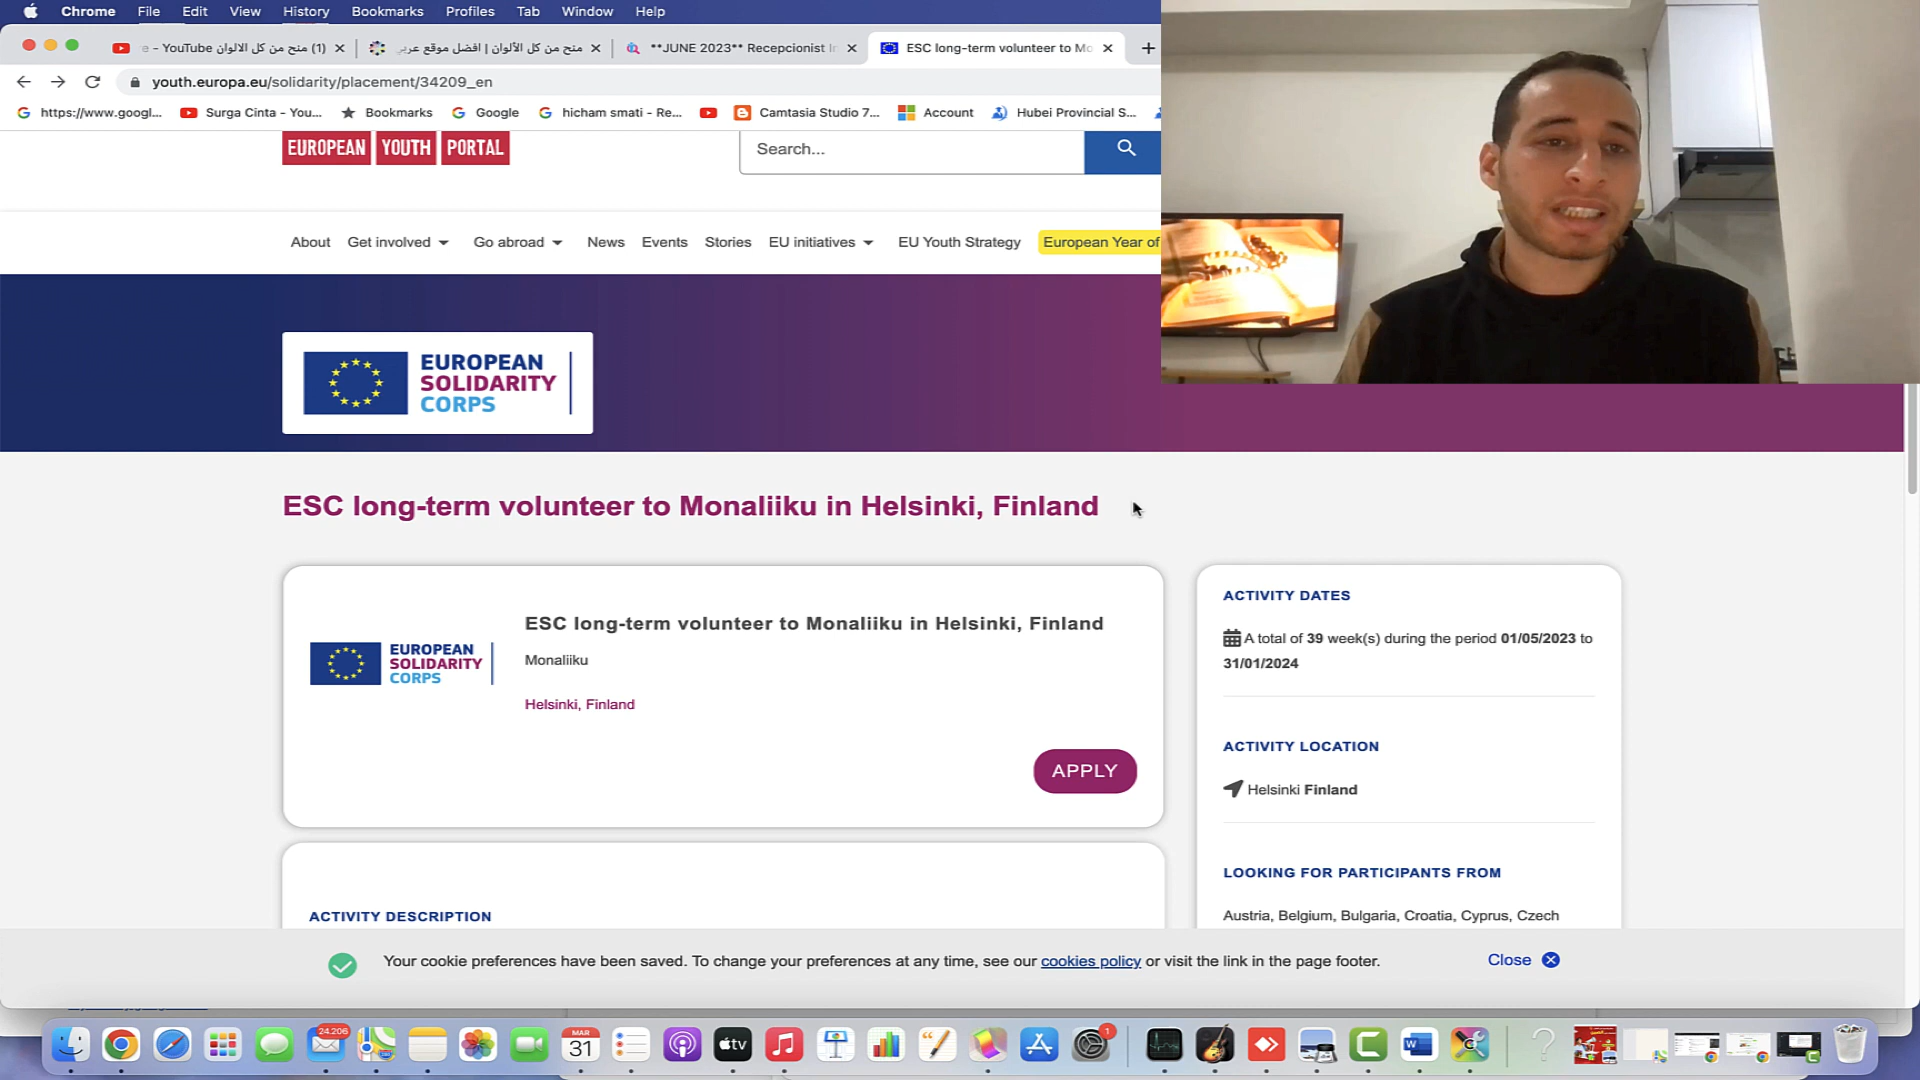 Chrome File Edit View History Bookmarks Profiles Tab Window Help
(1) منح من كل الالوان - YouTube
منح من كل الألوان | افضل موقع عربي
**JUNE 2023** Recepcionist
ESC long-term volunteer to Mo
youth.europa.eu/solidarity/placement/34209_en
https://www.googl... Surga Cinta – You... Bookmarks Google hicham smati - Re... Camtasia Studio 7... Account Hubei Provincial S...
EUROPEAN YOUTH PORTAL
Search...
About Get involved Go abroad News Events Stories EU initiatives EU Youth Strategy European Year of
EUROPEAN
SOLIDARITY
CORPS
ESC long-term volunteer to Monaliiku in Helsinki, Finland
EUROPEAN
SOLIDARITY
CORPS
ESC long-term volunteer to Monaliiku in Helsinki, Finland
Monaliiku
Helsinki, Finland
APPLY
ACTIVITY DATES
A total of 39 week(s) during the period 01/05/2023 to
31/01/2024
ACTIVITY LOCATION
Helsinki Finland
LOOKING FOR PARTICIPANTS FROM
Austria, Belgium, Bulgaria, Croatia, Cyprus, Czech
ACTIVITY DESCRIPTION
Your cookie preferences have been saved. To change your preferences at any time, see our cookies policy or visit the link in the page footer.
Close
24.206
MAR
31
tv
1
W